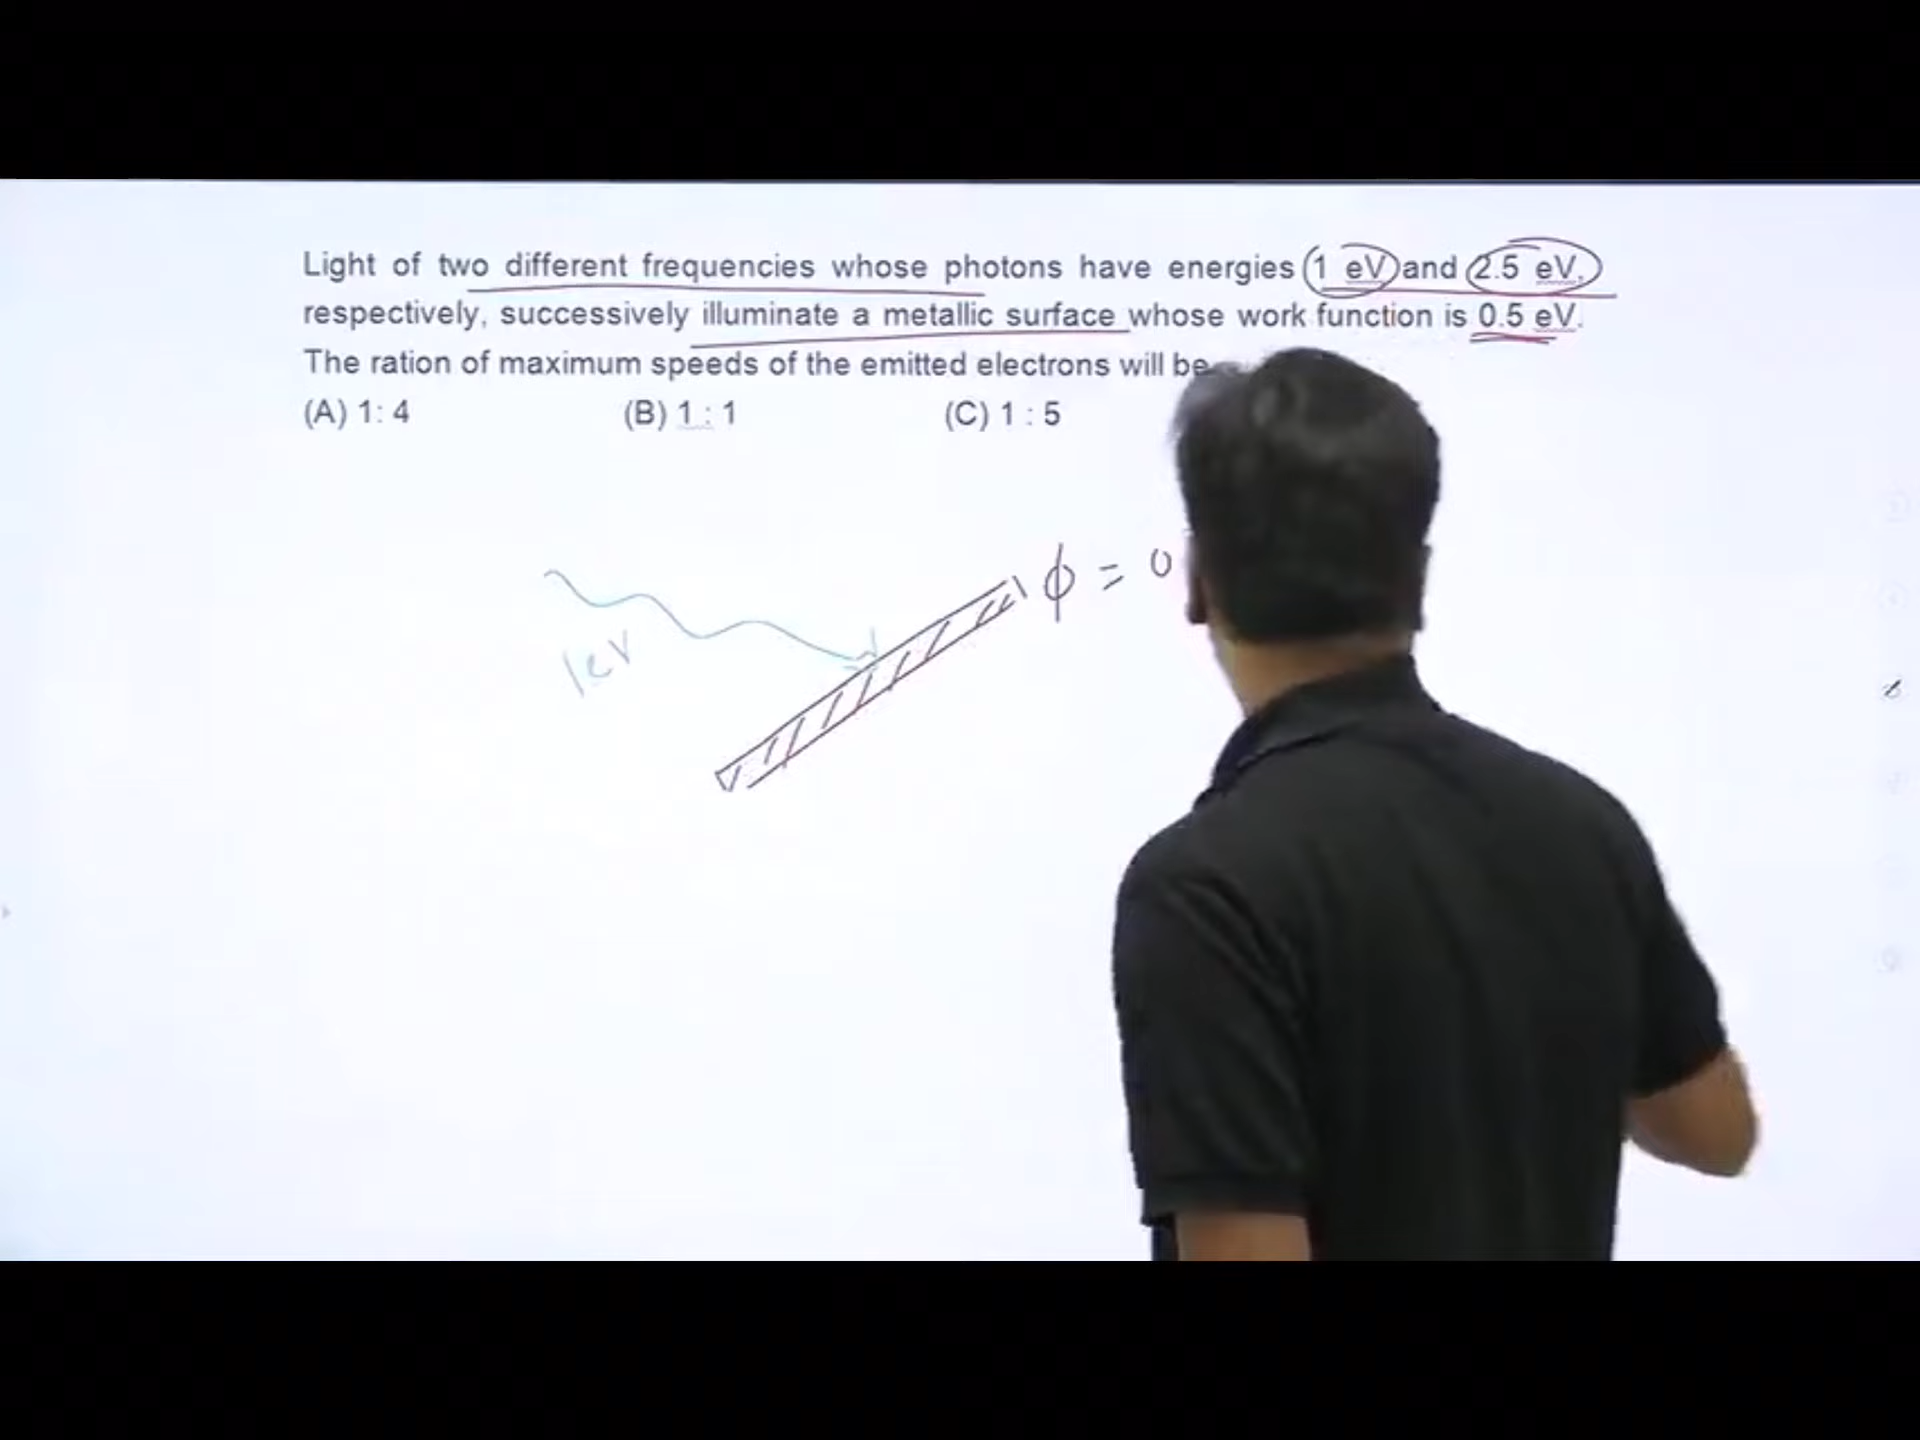 Light of two different frequencies whose photons have energies 1 eV and 2.5 eV.
respectively, successively illuminate a metallic surface whose work function is 0.5 eV.
The ration of maximum speeds of the emitted electrons will be
(A) 1: 4 (B) 1 : 1 (C) 1 : 5
ϕ = 0
1eV